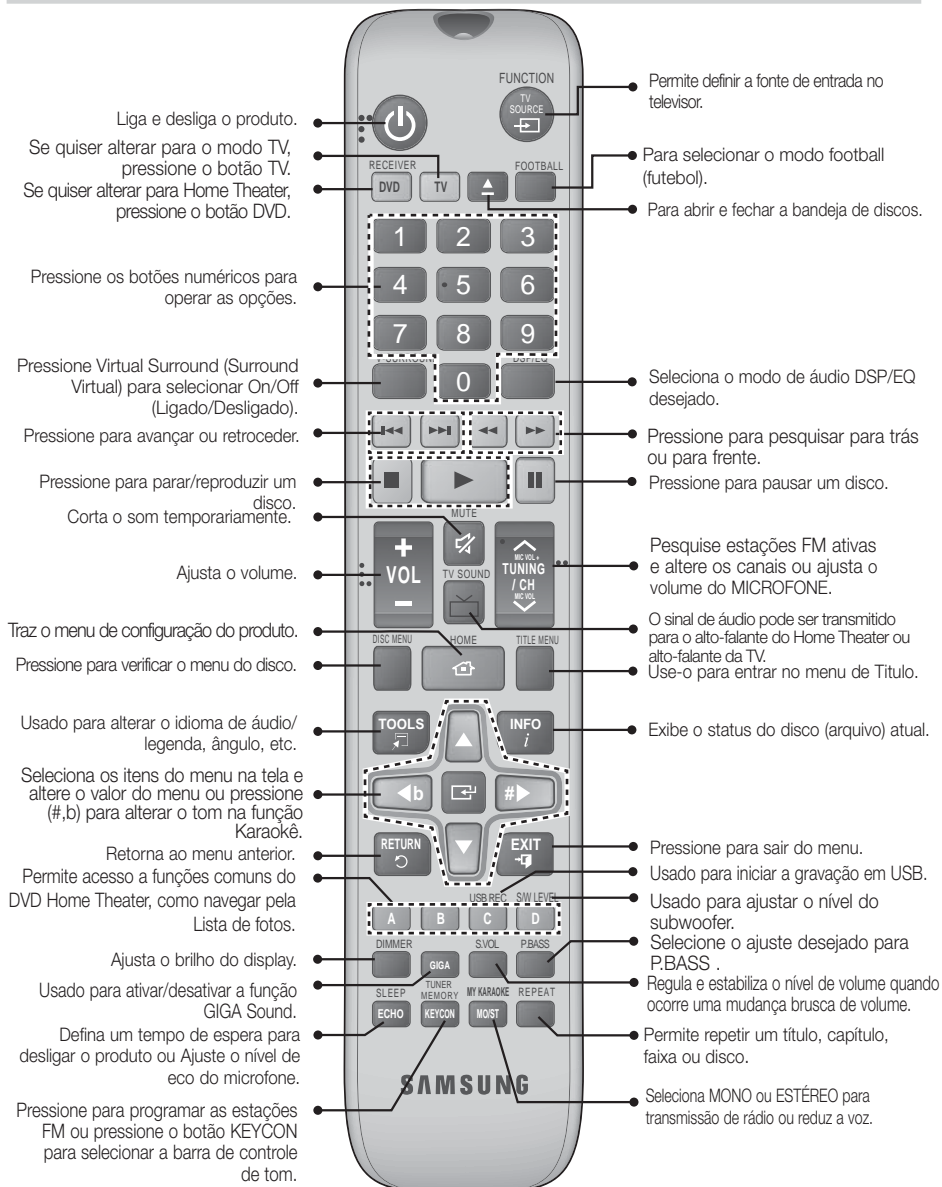 FUNCTION
TV
SOURCE
Permite definir a fonte de entrada no
televisor.
Liga e desliga o produto.
Se quiser alterar para o modo TV,
pressione o botão TV.
Se quiser alterar para Home Theater,
pressione o botão DVD.
RECEIVER
FOOTBALL
DVD
TV
Para selecionar o modo football
(futebol).
Para abrir e fechar a bandeja de discos.
1 2 3
4 5 6
7 8 9
0
Pressione os botões numéricos para
operar as opções.
V-SURROUND
DSP/EQ
Pressione Virtual Surround (Surround
Virtual) para selecionar On/Off
(Ligado/Desligado).
Seleciona o modo de áudio DSP/EQ
desejado.
Pressione para avançar ou retroceder.
Pressione para pesquisar para trás
ou para frente.
Pressione para parar/reproduzir um
disco.
Pressione para pausar um disco.
Corta o som temporariamente.
MUTE
+
VOL
−
TV SOUND
MIC VOL +
TUNING
/ CH
MIC VOL
Ajusta o volume.
Pesquise estações FM ativas
e altere os canais ou ajusta o
volume do MICROFONE.
O sinal de áudio pode ser transmitido
para o alto-falante do Home Theater ou
alto-falante da TV.
Traz o menu de configuração do produto.
DISC MENU
HOME
TITLE MENU
Pressione para verificar o menu do disco.
Use-o para entrar no menu de Titulo.
Usado para alterar o idioma de áudio/
legenda, ângulo, etc.
TOOLS
INFO
i
Exibe o status do disco (arquivo) atual.
Seleciona os itens do menu na tela e
altere o valor do menu ou pressione
(#,b) para alterar o tom na função
Karaokê.
b
#
Retorna ao menu anterior.
RETURN
EXIT
Pressione para sair do menu.
Permite acesso a funções comuns do
DVD Home Theater, como navegar pela
Lista de fotos.
USB REC
S/W LEVEL
A B C D
Usado para iniciar a gravação em USB.
Usado para ajustar o nível do
subwoofer.
Selecione o ajuste desejado para
P.BASS .
DIMMER
S.VOL
P.BASS
GIGA
Ajusta o brilho do display.
Regula e estabiliza o nível de volume quando
ocorre uma mudança brusca de volume.
Usado para ativar/desativar a função
GIGA Sound.
SLEEP
TUNER
MEMORY
MY KARAOKE
REPEAT
ECHO
KEYCON
MO/ST
Defina um tempo de espera para
desligar o produto ou Ajuste o nível de
eco do microfone.
Permite repetir um título, capítulo,
faixa ou disco.
SAMSUNG
Pressione para programar as estações
FM ou pressione o botão KEYCON
para selecionar a barra de controle
de tom.
Seleciona MONO ou ESTÉREO para
transmissão de rádio ou reduz a voz.